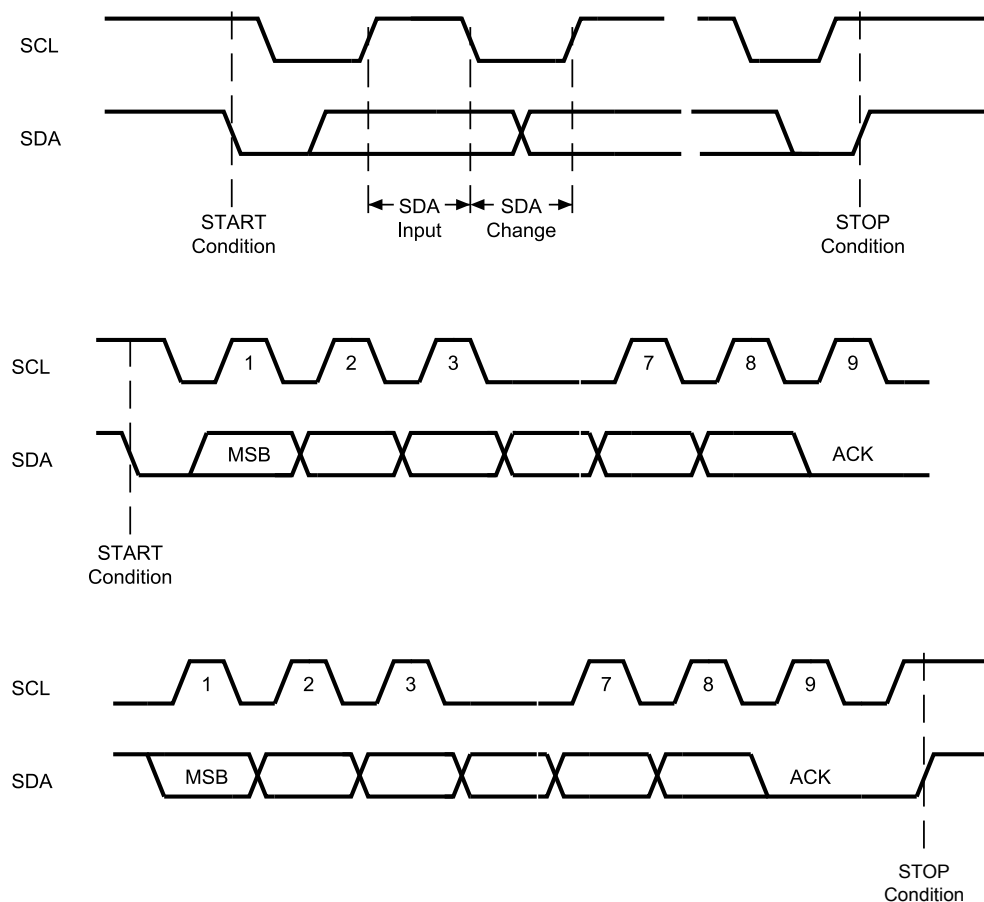 SCL
SDA
START
Condition
SDA
Input
SDA
Change
STOP
Condition
SCL
1 2 3 7 8 9
SDA
MSB ACK
START
Condition
SCL
1 2 3 7 8 9
SDA
MSB ACK
STOP
Condition